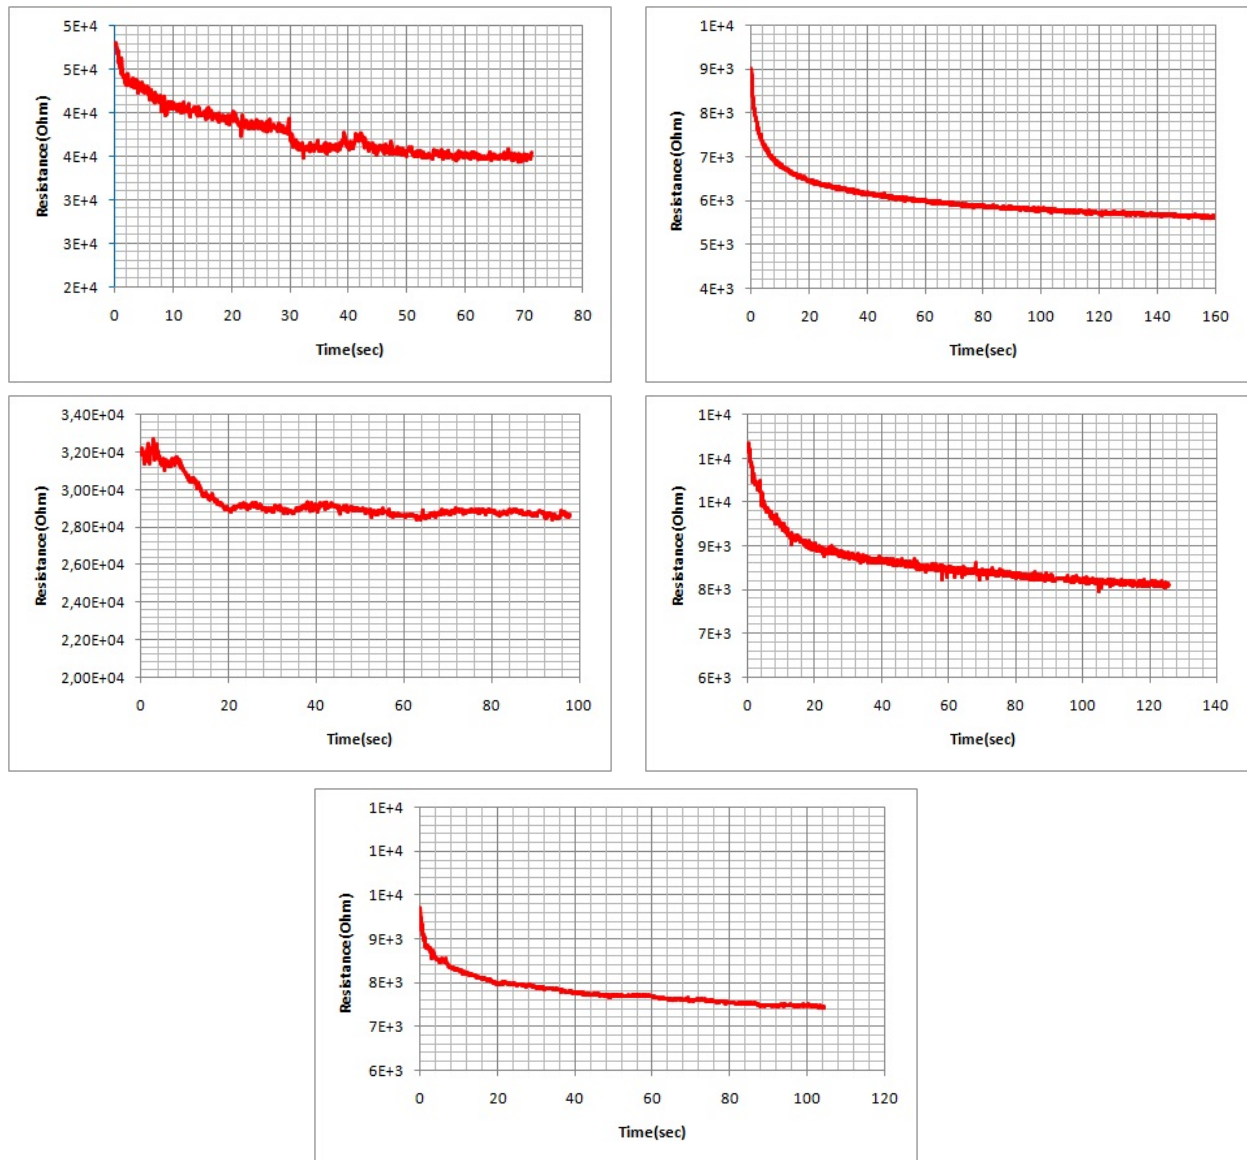 5E+4
5E+4
4E+4
4E+4
3E+4
3E+4
2E+4
Resistance(Ohm)
0 10 20 30 40 50 60 70 80
Time(sec)
1E+4
9E+3
8E+3
7E+3
6E+3
5E+3
4E+3
Resistance(Ohm)
0 20 40 60 80 100 120 140 160
Time(sec)
3,40E+04
3,20E+04
3,00E+04
2,80E+04
2,60E+04
2,40E+04
2,20E+04
2,00E+04
Resistance(Ohm)
0 20 40 60 80 100
Time(sec)
1E+4
1E+4
1E+4
9E+3
8E+3
7E+3
6E+3
Resistance(Ohm)
0 20 40 60 80 100 120 140
Time(sec)
1E+4
1E+4
1E+4
9E+3
8E+3
7E+3
6E+3
Resistance(Ohm)
0 20 40 60 80 100 120
Time(sec)